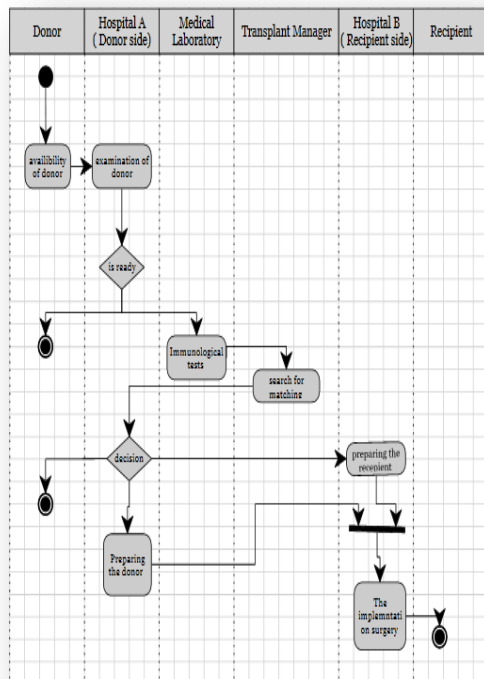 Donor
Hospital A
( Donor side)
Medical
Laboratory
Transplant Manager
Hospital B
( Recipient side)
Recipient
availibility
of donor
examination of
donor
is ready
Immunological
tests
search for
matching
decision
preparing the
recepient
Preparing
the donor
The
implemntati
on surgery